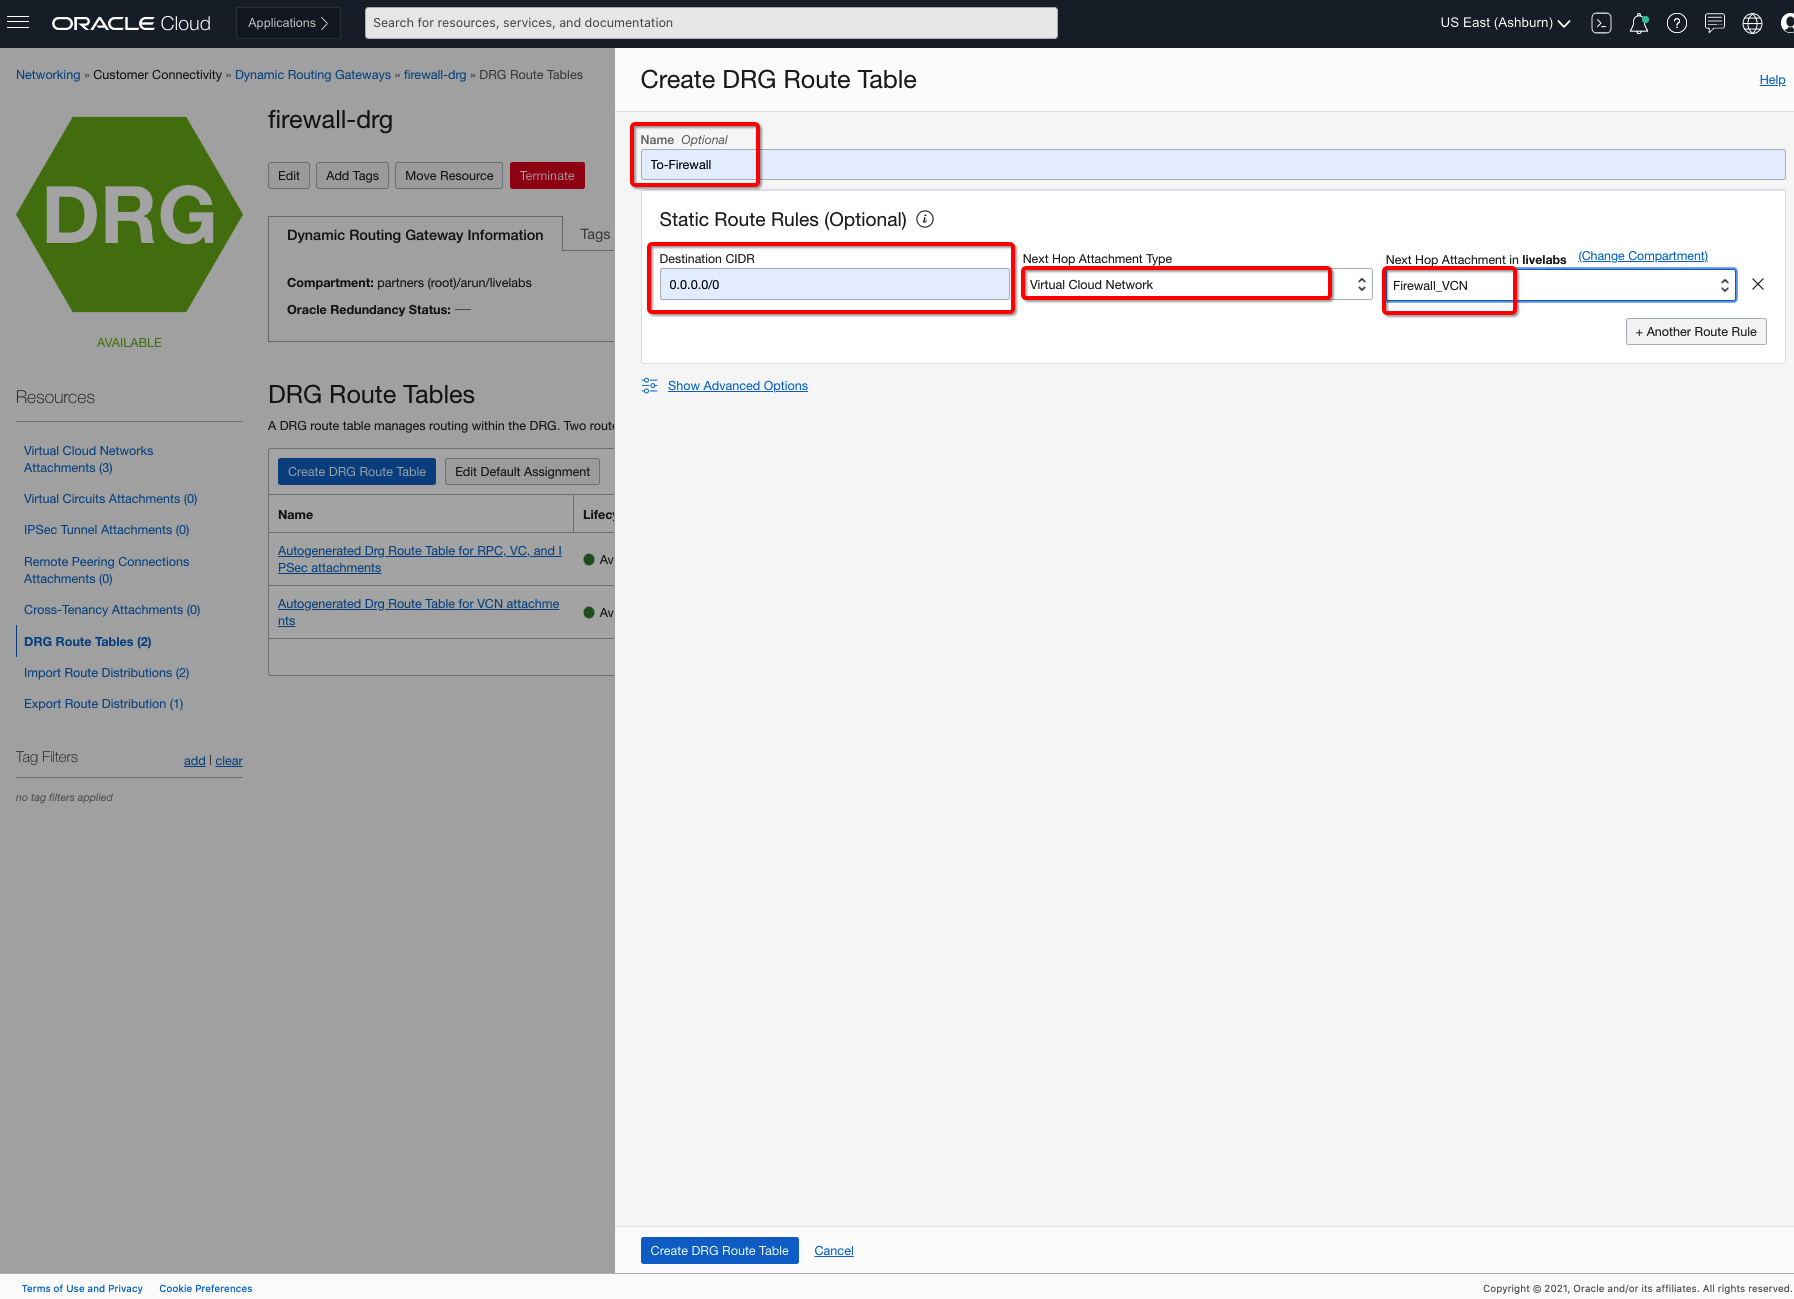 ORACLE Cloud
Applications
Search for resources, services, and documentation
US East (Ashburn)
Networking » Customer Connectivity » Dynamic Routing Gateways » firewall-drg » DRG Route Tables
DRG
AVAILABLE
firewall-drg
Edit
Add Tags
Move Resource
Terminate
Dynamic Routing Gateway Information
Tags
Compartment: partners (root)/arun/livelabs
Oracle Redundancy Status: —
Resources
Virtual Cloud Networks
Attachments (3)
Virtual Circuits Attachments (0)
IPSec Tunnel Attachments (0)
Remote Peering Connections
Attachments (0)
Cross-Tenancy Attachments (0)
DRG Route Tables (2)
Import Route Distributions (2)
Export Route Distribution (1)
Tag Filters
add | clear
no tag filters applied
DRG Route Tables
A DRG route table manages routing within the DRG. Two route
Create DRG Route Table
Edit Default Assignment
Name
Lifecy
Autogenerated Drg Route Table for RPC, VC, and I
PSec attachments
Av
Autogenerated Drg Route Table for VCN attachme
nts
Av
Create DRG Route Table
Help
Name Optional
To-Firewall
Static Route Rules (Optional)
Destination CIDR
0.0.0.0/0
Next Hop Attachment Type
Virtual Cloud Network
Next Hop Attachment in livelabs (Change Compartment)
Firewall_VCN
+ Another Route Rule
Show Advanced Options
Create DRG Route Table
Cancel
Terms of Use and Privacy
Cookie Preferences
Copyright © 2021, Oracle and/or its affiliates. All rights reserved.